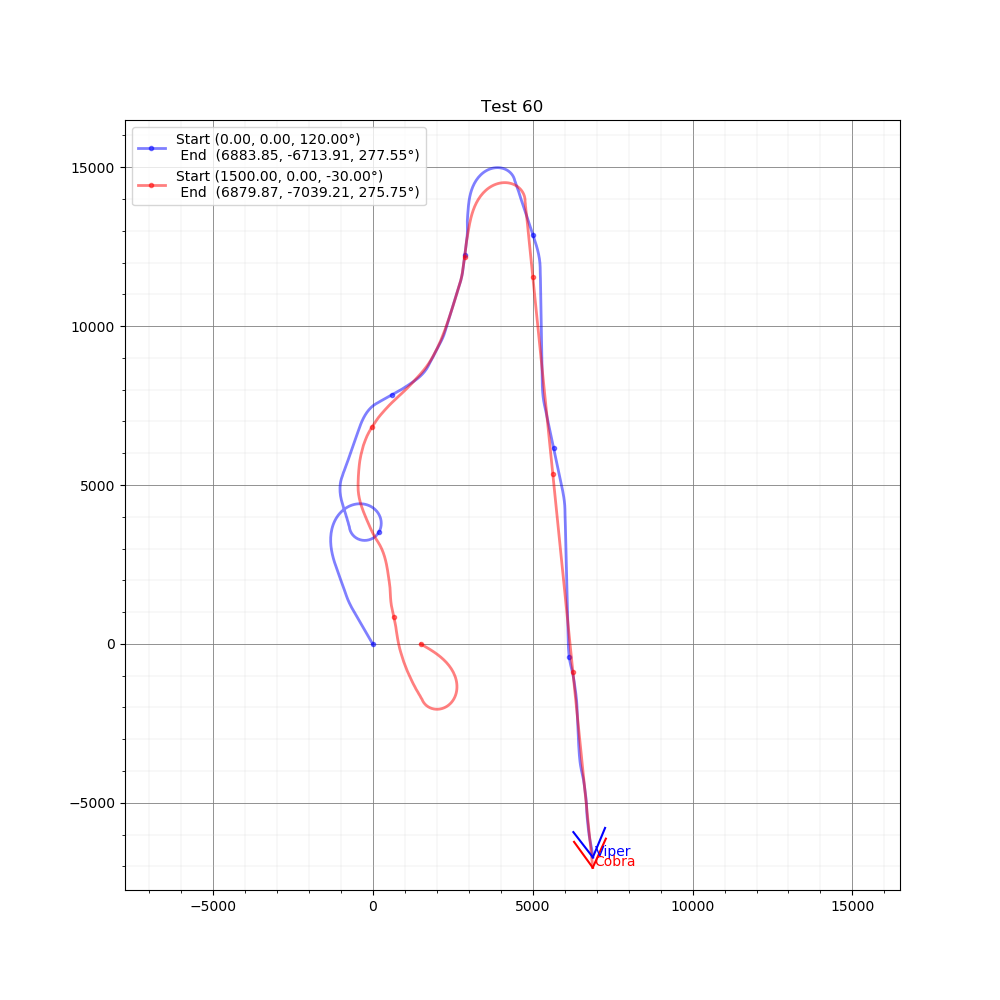 Test 60
Start (0.00, 0.00, 120.00°)
End (6883.85, -6713.91, 277.55°)
Start (1500.00, 0.00, -30.00°)
End (6879.87, -7039.21, 275.75°)
15000
10000
5000
0
−5000
Viper
Cobra
−5000 0 5000 10000 15000